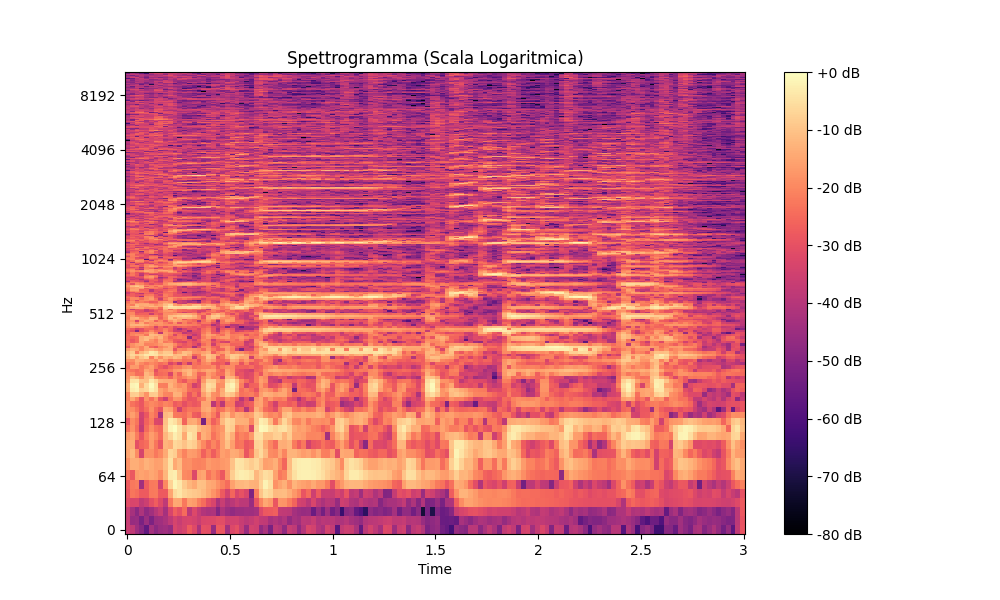 Spettrogramma (Scala Logaritmica)
Hz
8192
4096
2048
1024
512
256
128
64
0
0 0.5 1 1.5 2 2.5 3
Time
+0 dB
-10 dB
-20 dB
-30 dB
-40 dB
-50 dB
-60 dB
-70 dB
-80 dB